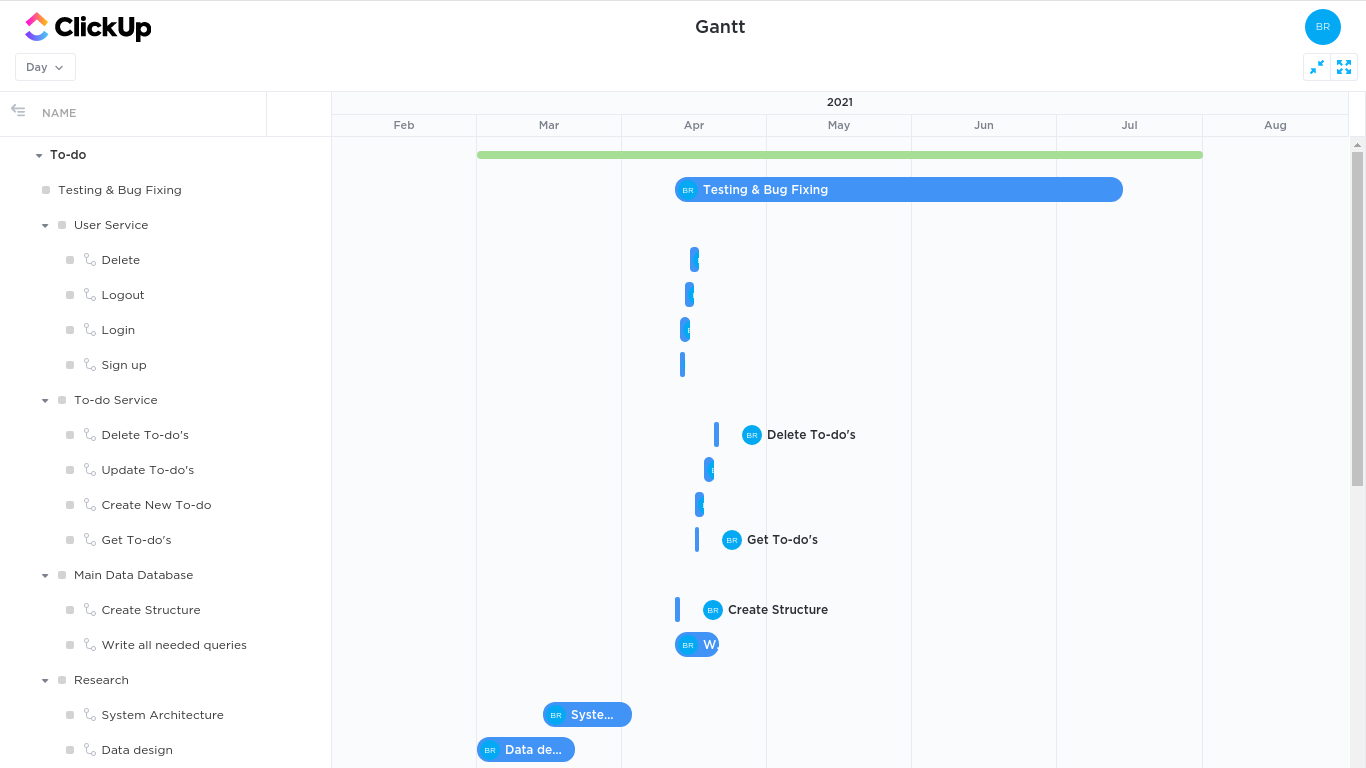 ClickUp
Gantt
BR
Day
NAME
2021
Feb Mar Apr May Jun Jul Aug
To-do
Testing & Bug Fixing BR Testing & Bug Fixing
User Service
Delete
Logout
Login
Sign up
To-do Service
Delete To-do's BR Delete To-do's
Update To-do's
Create New To-do
Get To-do's BR Get To-do's
Main Data Database
Create Structure BR Create Structure
Write all needed queries BR W.
Research
System Architecture BR Syste...
Data design BR Data de...